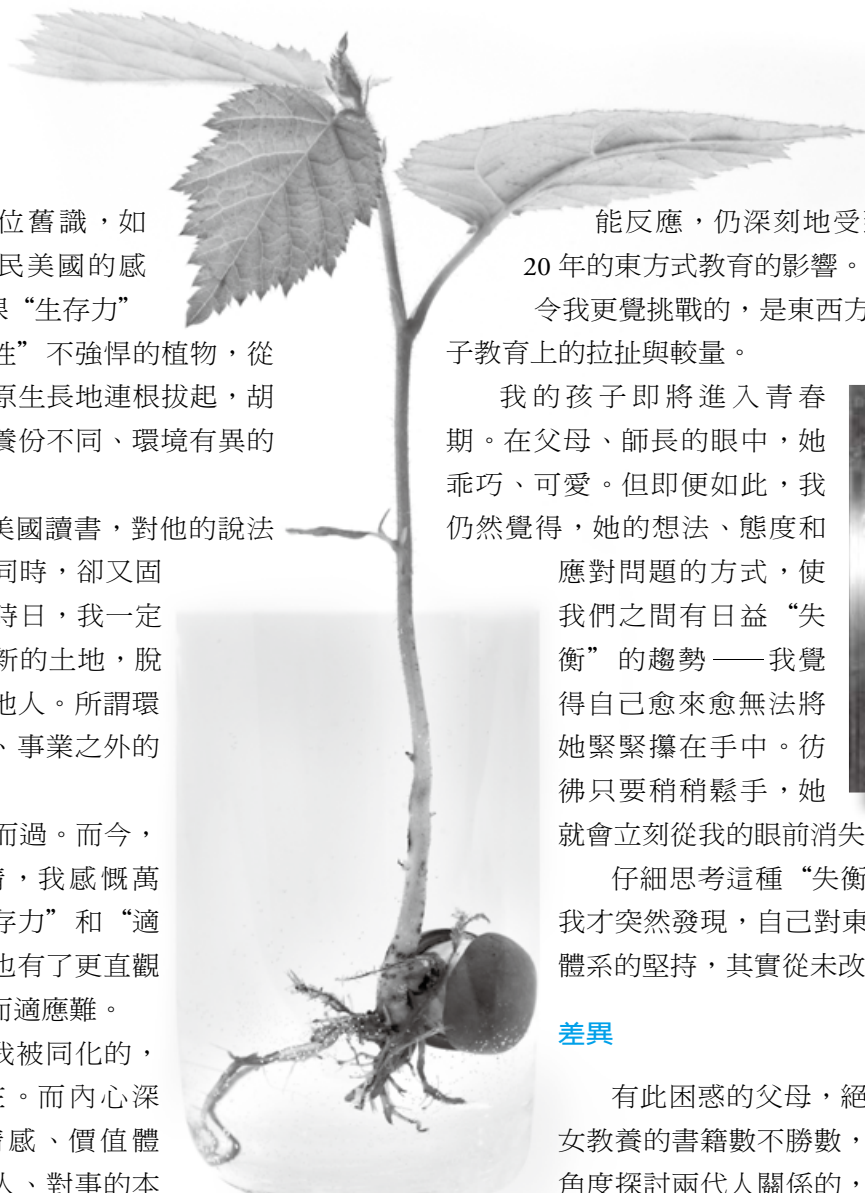 位舊識，如
民美國的感
“生存力”
性”不強悍的植物，從
原生長地連根拔起，胡
養份不同、環境有異的
美國讀書，對他的說法
同時，卻又固
時日，我一定
新的土地，脫
他人。所謂環
、事業之外的
而過。而今，
，我感慨萬
存力”和“適
也有了更直觀
而適應難。
我被同化的，
在。而內心深
情感、價值體
人、對事的本
能反應，仍深刻地受
20 年的東方式教育的影響。
令我更覺挑戰的，是東西方
子教育上的拉扯與較量。
我的孩子即將進入青春
期。在父母、師長的眼中，她
乖巧、可愛。但即便如此，我
仍然覺得，她的想法、態度和
應對問題的方式，使
我們之間有日益“失
衡”的趨勢——我覺
得自己愈來愈無法將
她緊緊攥在手中。彷
彿只要稍稍鬆手，她
就會立刻從我的眼前消失
仔細思考這種“失衡
我才突然發現，自己對東
體系的堅持，其實從未改
差異
有此困惑的父母，絕
女教養的書籍數不勝數，
角度探討兩代人關係的，